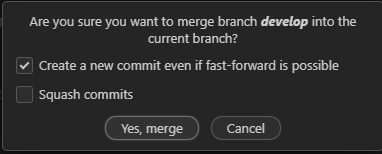 Are you sure you want to merge branch develop into the
current branch?
Create a new commit even if fast-forward is possible
Squash commits
Yes, merge
Cancel